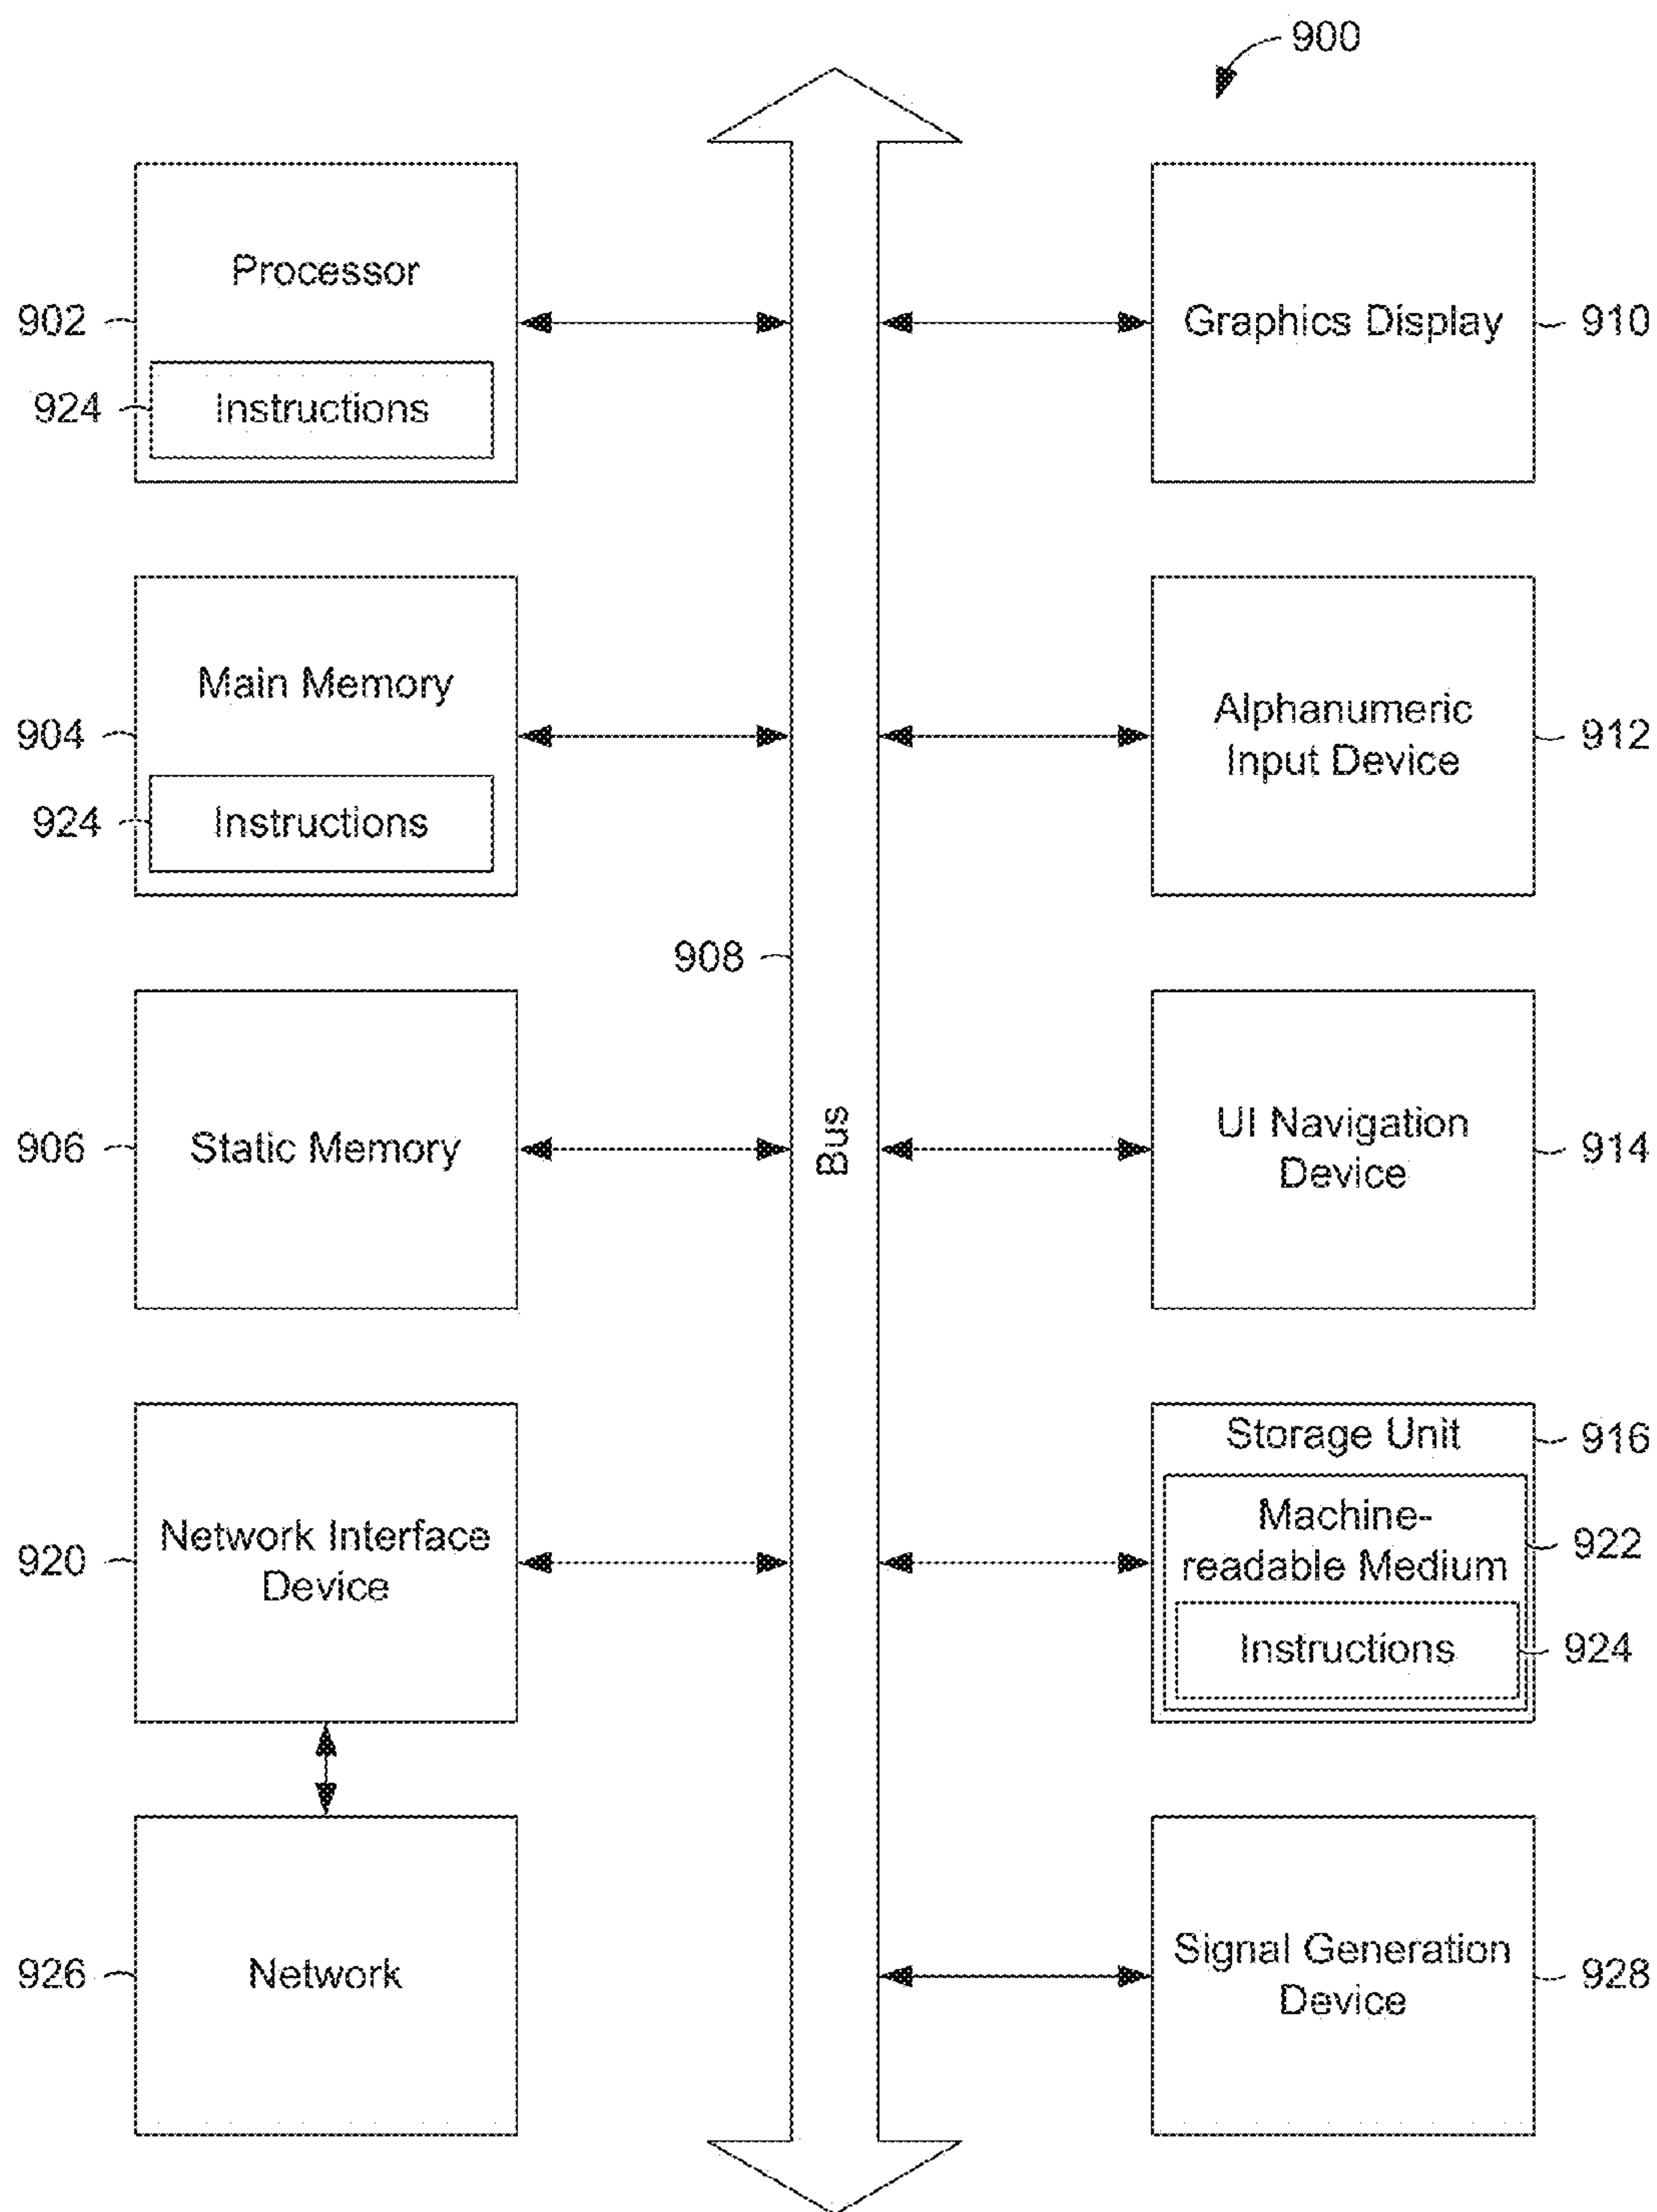 900
Processor
902
924
Instructions
Graphics Display
910
Main Memory
904
924
Instructions
Alphanumeric
Input Device
912
908
Bus
906
Static Memory
UI Navigation
Device
914
920
Network Interface
Device
Storage Unit
916
Machine-
readable Medium
922
Instructions
924
926
Network
Signal Generation
Device
928